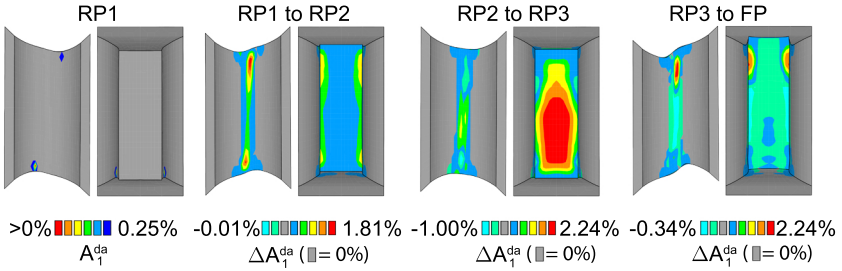 RP1 RP1 to RP2 RP2 to RP3 RP3 to FP
>0% 0.25% -0.01% 1.81% -1.00% 2.24% -0.34% 2.24%
A₁ᵈᵃ ΔA₁ᵈᵃ (= 0%) ΔA₁ᵈᵃ (= 0%) ΔA₁ᵈᵃ (= 0%)